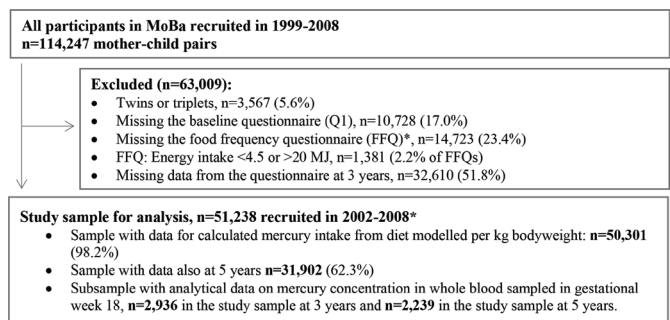 All participants in MoBa recruited in 1999-2008
n=114,247 mother-child pairs
Excluded (n=63,009):
• Twins or triplets, n=3,567 (5.6%)
• Missing the baseline questionnaire (Q1), n=10,728 (17.0%)
• Missing the food frequency questionnaire (FFQ)*, n=14,723 (23.4%)
• FFQ: Energy intake <4.5 or >20 MJ, n=1,381 (2.2% of FFQs)
• Missing data from the questionnaire at 3 years, n=32,610 (51.8%)
Study sample for analysis, n=51,238 recruited in 2002-2008*
• Sample with data for calculated mercury intake from diet modelled per kg bodyweight: n=50,301
(98.2%)
• Sample with data also at 5 years n=31,902 (62.3%)
• Subsample with analytical data on mercury concentration in whole blood sampled in gestational
week 18, n=2,936 in the study sample at 3 years and n=2,239 in the study sample at 5 years.